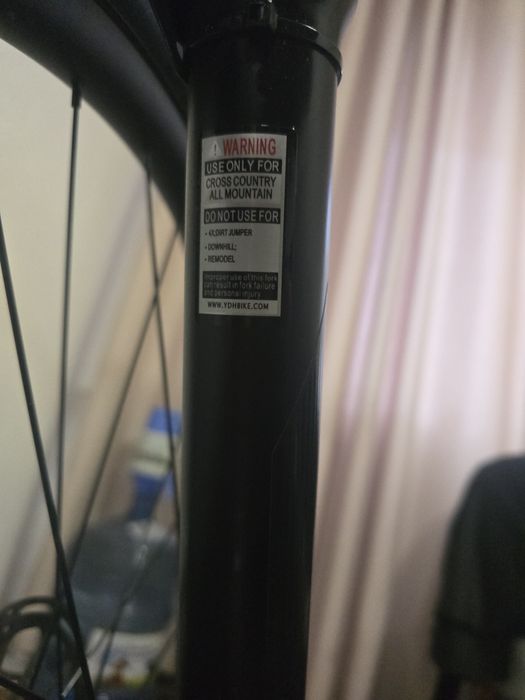 WARNING
USE ONLY FOR
CROSS COUNTRY
ALL MOUNTAIN
DO NOT USE FOR
• 4X,DIRT JUMPER
• DOWNHILL;
• REMODEL
Improper use of this fork
can result in fork failure
and personal injury
WWW.YDHBIKE.COM